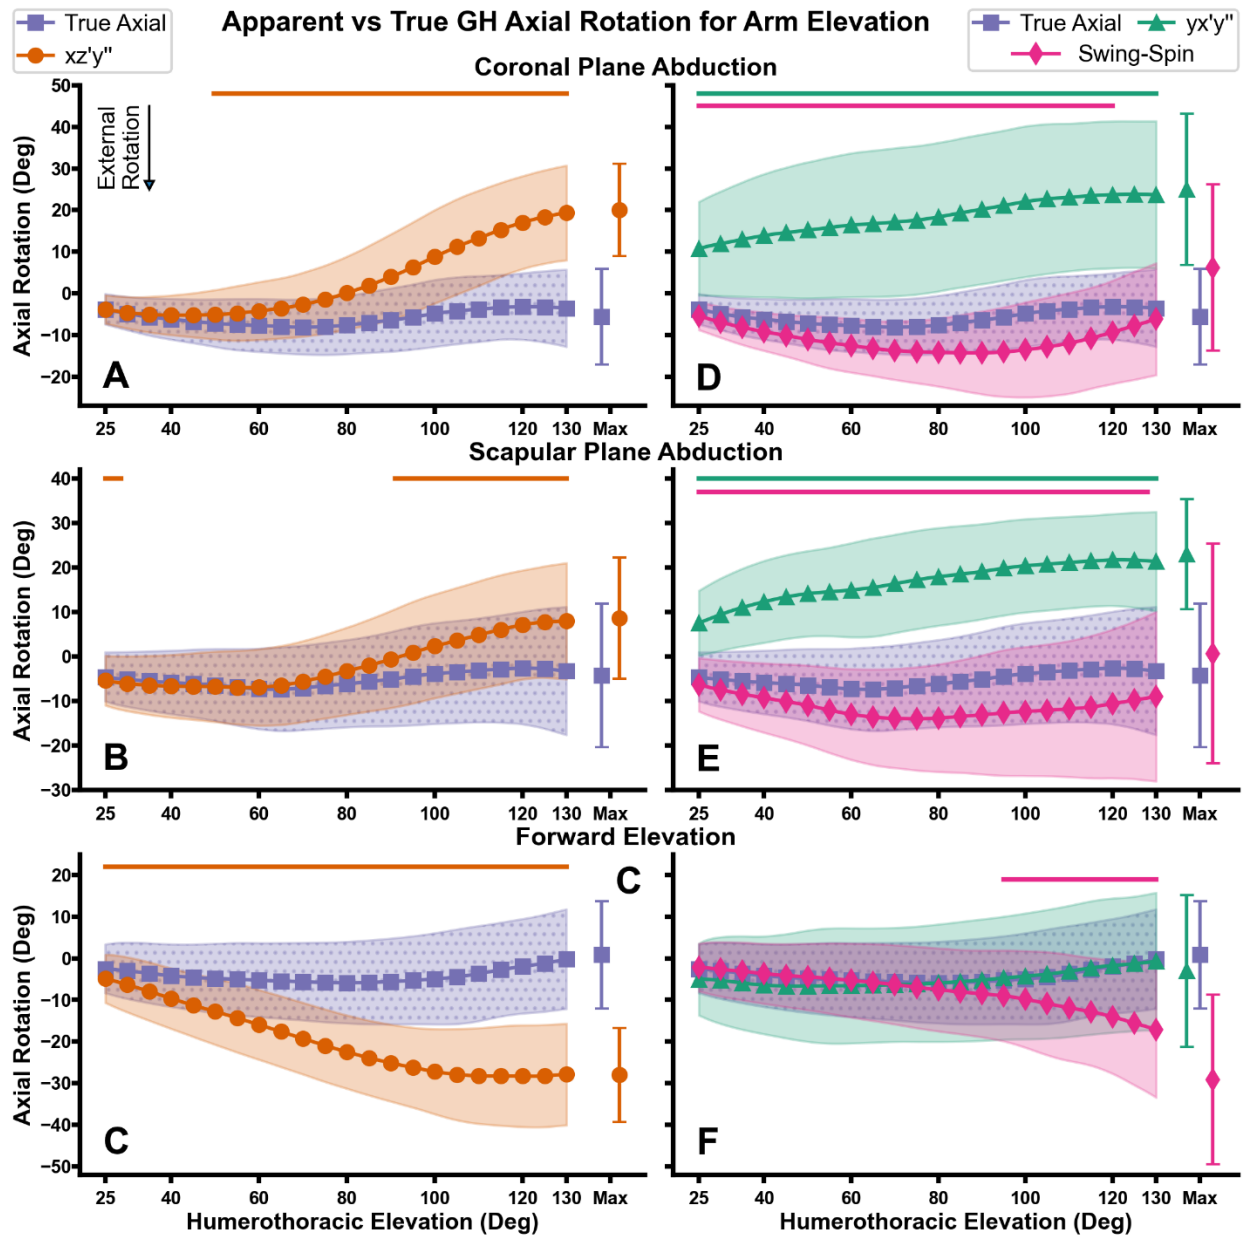 Apparent vs True GH Axial Rotation for Arm Elevation
True Axial
xz'y''
True Axial
yx'y''
Swing-Spin
Coronal Plane Abduction
Axial Rotation (Deg)
50
40
30
20
10
0
−10
−20
External
Rotation
A
25
40
60
80
100
120
130
Max
D
25
40
60
80
100
120
130
Max
Scapular Plane Abduction
Axial Rotation (Deg)
40
30
20
10
0
−10
−20
−30
B
25
40
60
80
100
120
130
Max
E
25
40
60
80
100
120
130
Max
Forward Elevation
Axial Rotation (Deg)
20
10
0
−10
−20
−30
−40
−50
C
C
25
40
60
80
100
120
130
Max
Humerothoracic Elevation (Deg)
F
25
40
60
80
100
120
130
Max
Humerothoracic Elevation (Deg)